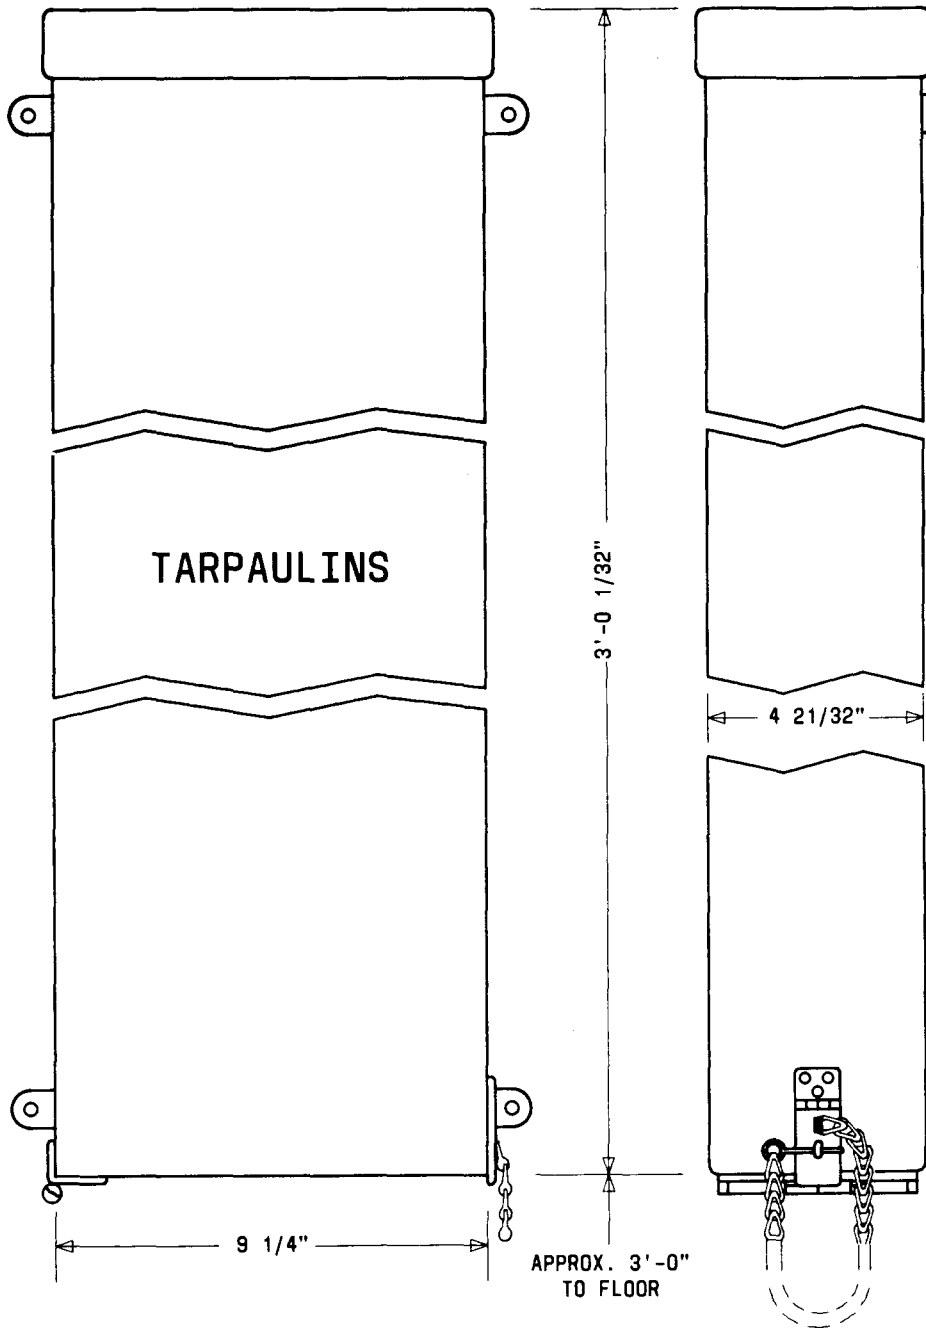 TARPAULINS
3'-0 1/32"
4 21/32"
9 1/4"
APPROX. 3'-0"
TO FLOOR